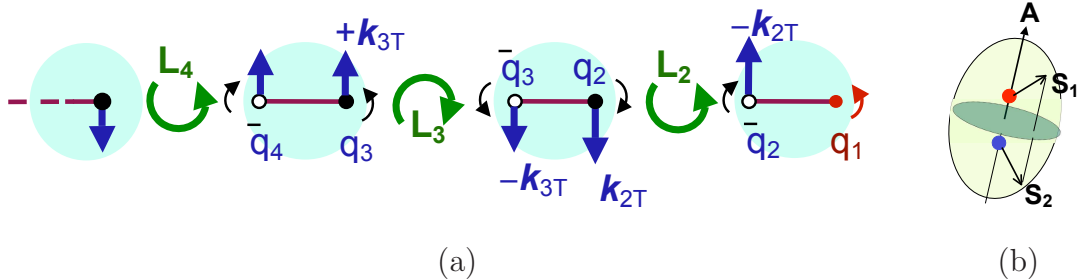 +k3T
−k2T
A
L4
q̄3
q2
L2
S1
L3
q̄4
q3
q̄2
q1
−k3T
k2T
S2
(a)
(b)